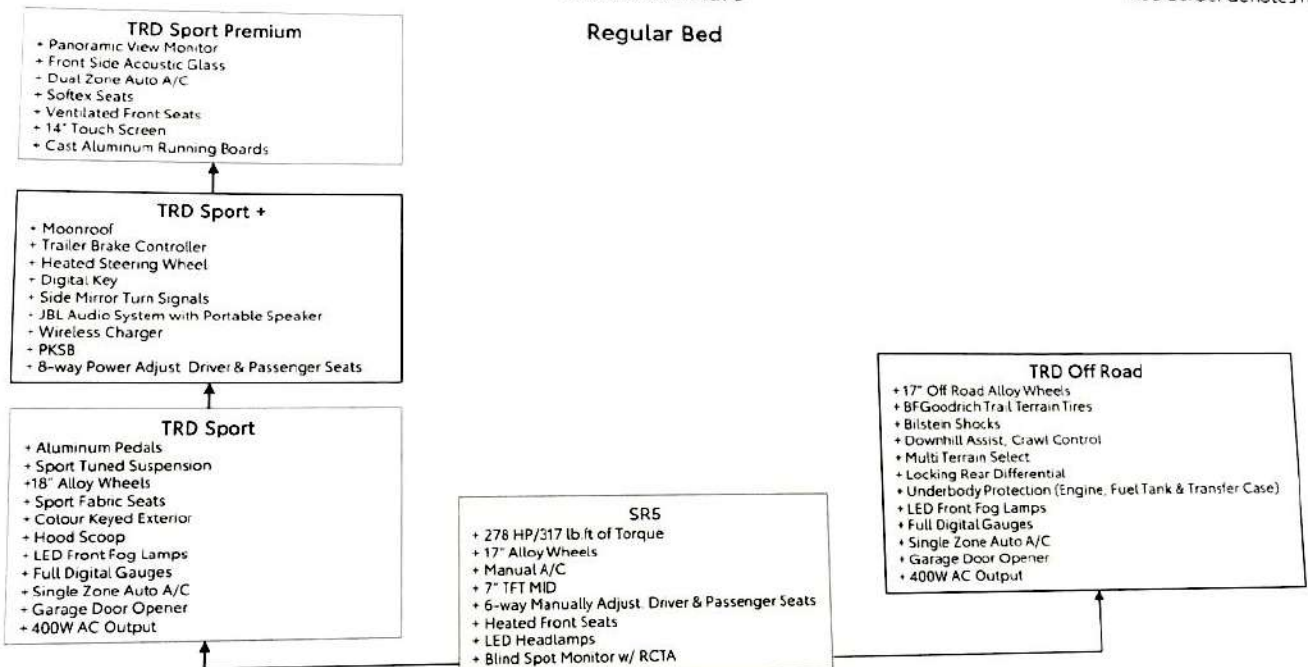 Regular Bed
TRD Sport Premium
+ Panoramic View Monitor
+ Front Side Acoustic Glass
- Dual Zone Auto A/C
+ Softex Seats
+ Ventilated Front Seats
+ 14" Touch Screen
+ Cast Aluminum Running Boards
TRD Sport +
+ Moonroof
+ Trailer Brake Controller
+ Heated Steering Wheel
+ Digital Key
+ Side Mirror Turn Signals
- JBL Audio System with Portable Speaker
+ Wireless Charger
+ PKSB
+ 8-way Power Adjust. Driver & Passenger Seats
TRD Sport
+ Aluminum Pedals
+ Sport Tuned Suspension
+18" Alloy Wheels
+ Sport Fabric Seats
+ Colour Keyed Exterior
+ Hood Scoop
+ LED Front Fog Lamps
+ Full Digital Gauges
+ Single Zone Auto A/C
+ Garage Door Opener
+ 400W AC Output
SR5
+ 278 HP/317 lb.ft of Torque
+ 17" Alloy Wheels
+ Manual A/C
+ 7" TFT MID
+ 6-way Manually Adjust. Driver & Passenger Seats
+ Heated Front Seats
+ LED Headlamps
+ Blind Spot Monitor w/ RCTA
TRD Off Road
+ 17" Off Road Alloy Wheels
+ BFGoodrich Trail Terrain Tires
+ Bilstein Shocks
+ Downhill Assist, Crawl Control
+ Multi Terrain Select
+ Locking Rear Differential
+ Underbody Protection (Engine, Fuel Tank & Transfer Case)
+ LED Front Fog Lamps
+ Full Digital Gauges
+ Single Zone Auto A/C
+ Garage Door Opener
+ 400W AC Output